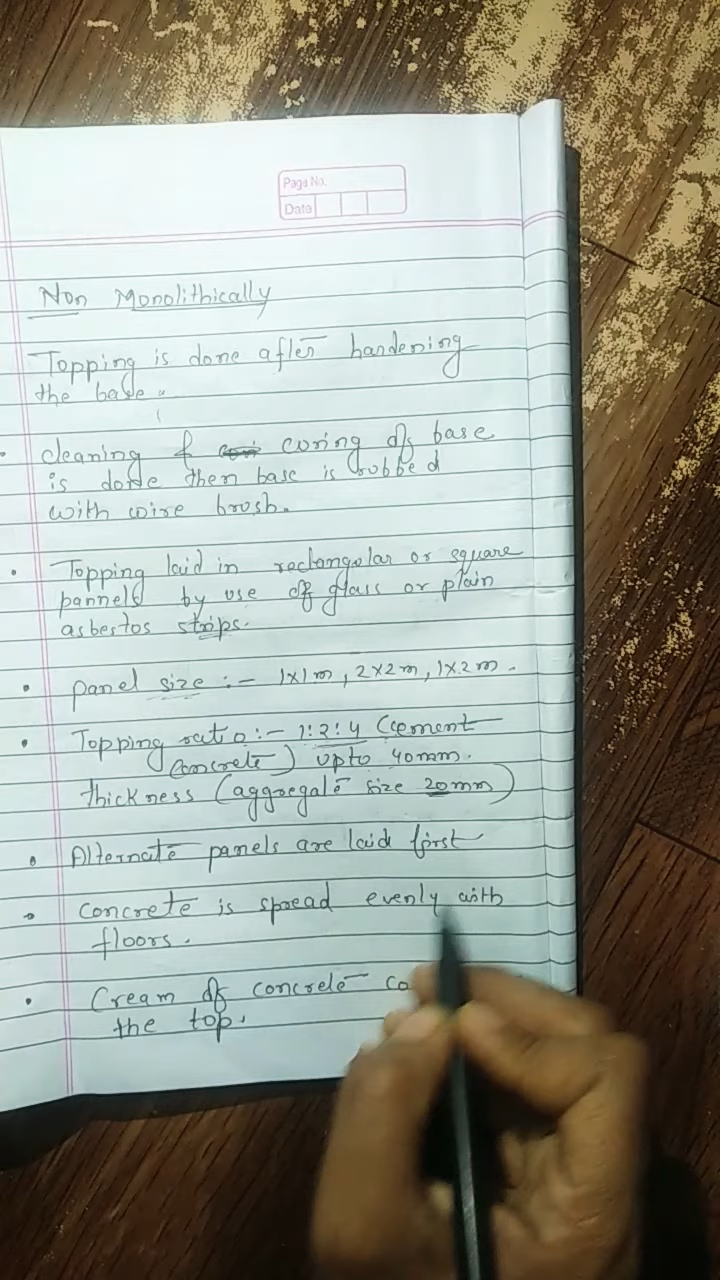 Page No.
Date
Non Monolithically
Topping is done after hardening
the base.
• cleaning & curing of base
is done then base is rubbed
with wire brush.
• Topping laid in rectangular or square
pannels by use of glass or plain
asbestos strips.
• panel size :- 1x1m, 2x2m, 1x2m.
• Topping ratio :- 1:2:4 (cement
concrete) upto 40mm.
thickness (aggregate size 20mm)
• Alternate panels are laid first
• concrete is spread evenly with
floors.
• Cream of concrete
the top.